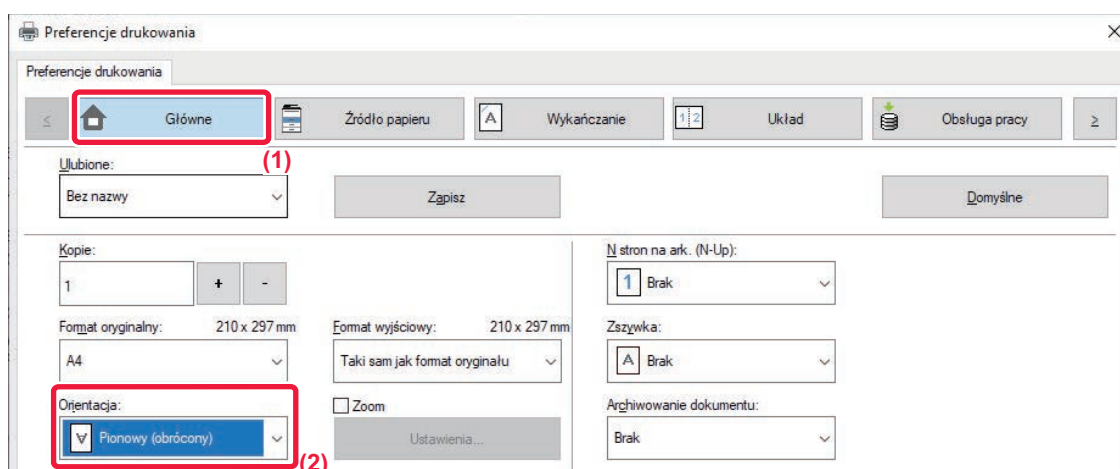 Preferencje drukowania
Preferencje drukowania
< Główne Źródło papieru A Wykańczanie 1 2 Układ Obsługa pracy >
(1)
Ulubione:
Bez nazwy Zapisz Domyślne
Kopie: N stron na ark. (N-Up):
1 + - 1 Brak
Format oryginalny: 210 x 297 mm Format wyjściowy: 210 x 297 mm Zszywka:
A4 Taki sam jak format oryginału A Brak
Orientacja: Zoom Archiwowanie dokumentu:
A Pionowy (obrócony) Ustawienia... Brak
(2)